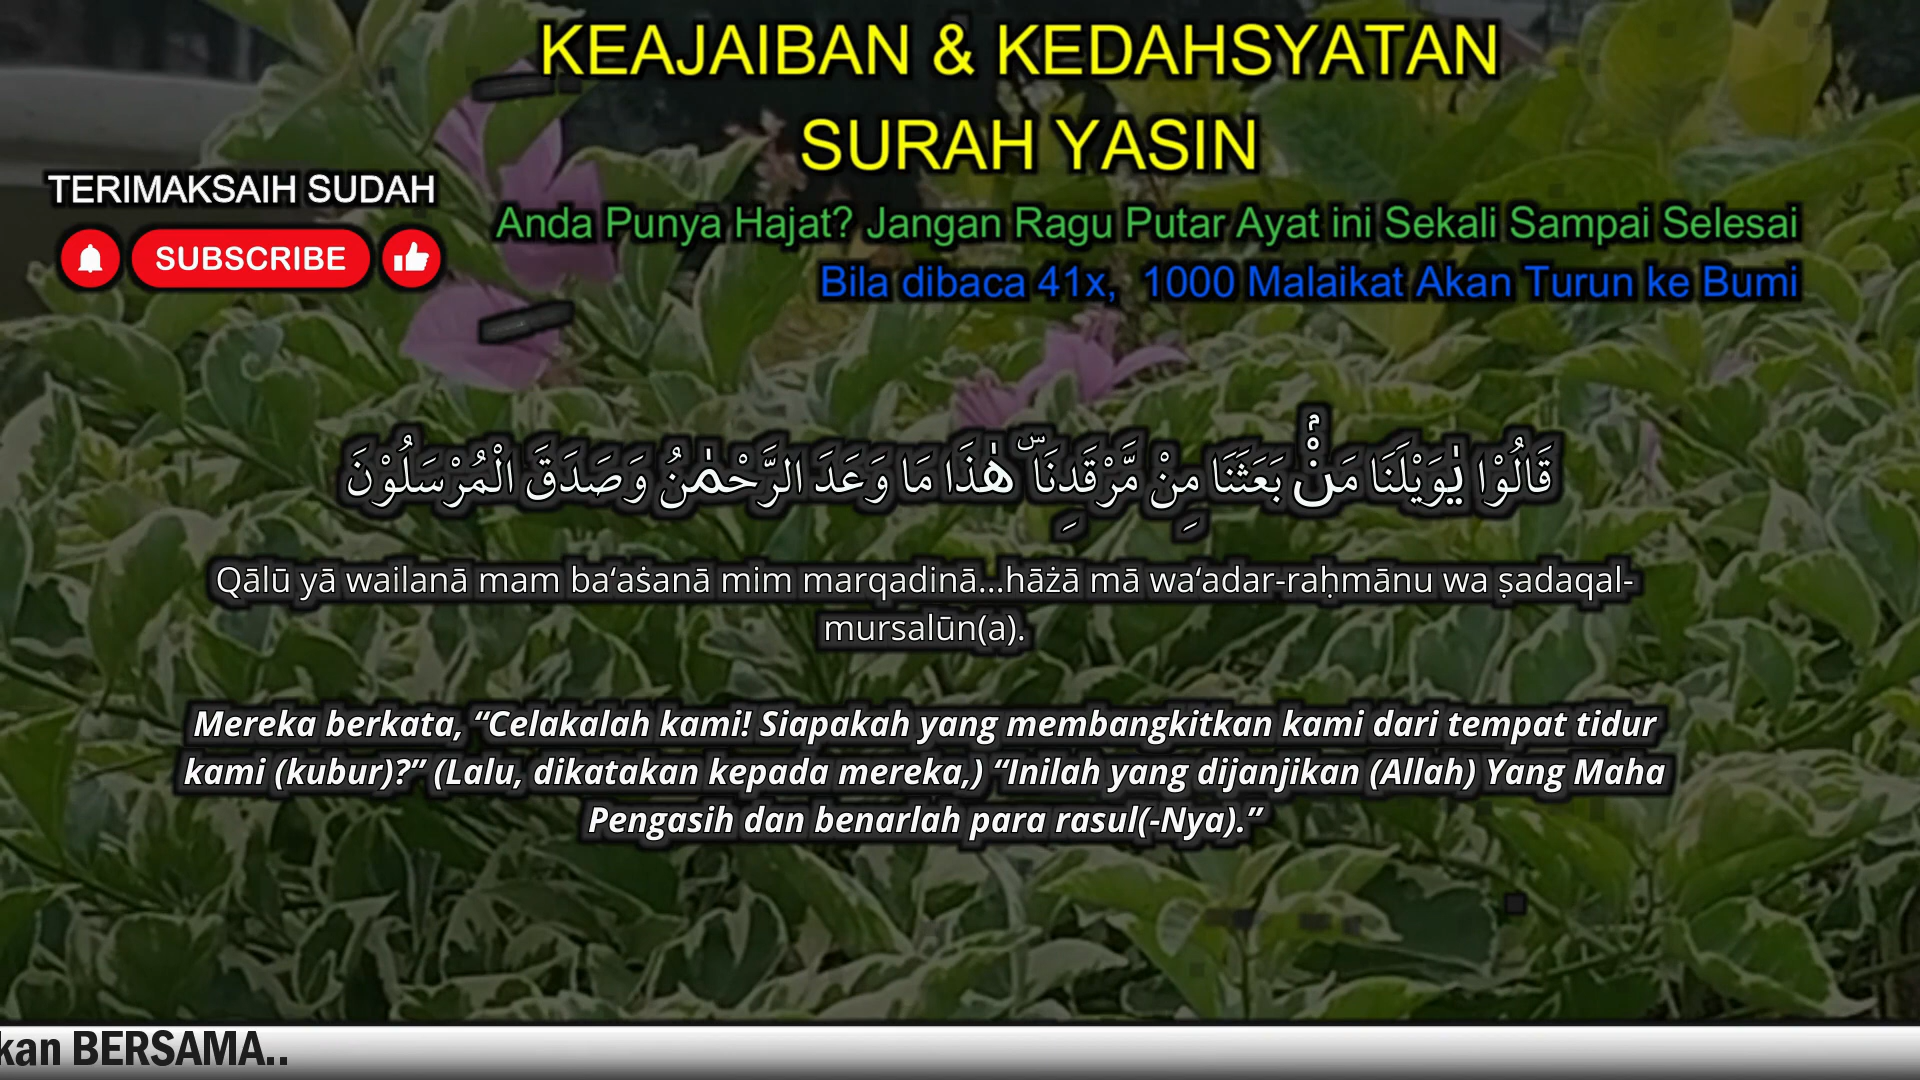 KEAJAIBAN & KEDAHSYATAN
SURAH YASIN
TERIMAKSAIH SUDAH
SUBSCRIBE
Anda Punya Hajat? Jangan Ragu Putar Ayat ini Sekali Sampai Selesai
Bila dibaca 41x, 1000 Malaikat Akan Turun ke Bumi
قَالُوْا يٰوَيْلَنَا مَنْۢ بَعَثَنَا مِنْ مَّرْقَدِنَا ۜهٰذَا مَا وَعَدَ الرَّحْمٰنُ وَصَدَقَ الْمُرْسَلُوْنَ
Qālū yā wailanā mam ba‘aṡanā mim marqadinā...hāżā mā wa‘adar-raḥmānu wa ṣadaqal-
mursalūn(a).
Mereka berkata, “Celakalah kami! Siapakah yang membangkitkan kami dari tempat tidur
kami (kubur)?” (Lalu, dikatakan kepada mereka,) “Inilah yang dijanjikan (Allah) Yang Maha
Pengasih dan benarlah para rasul(-Nya).”
kan BERSAMA..